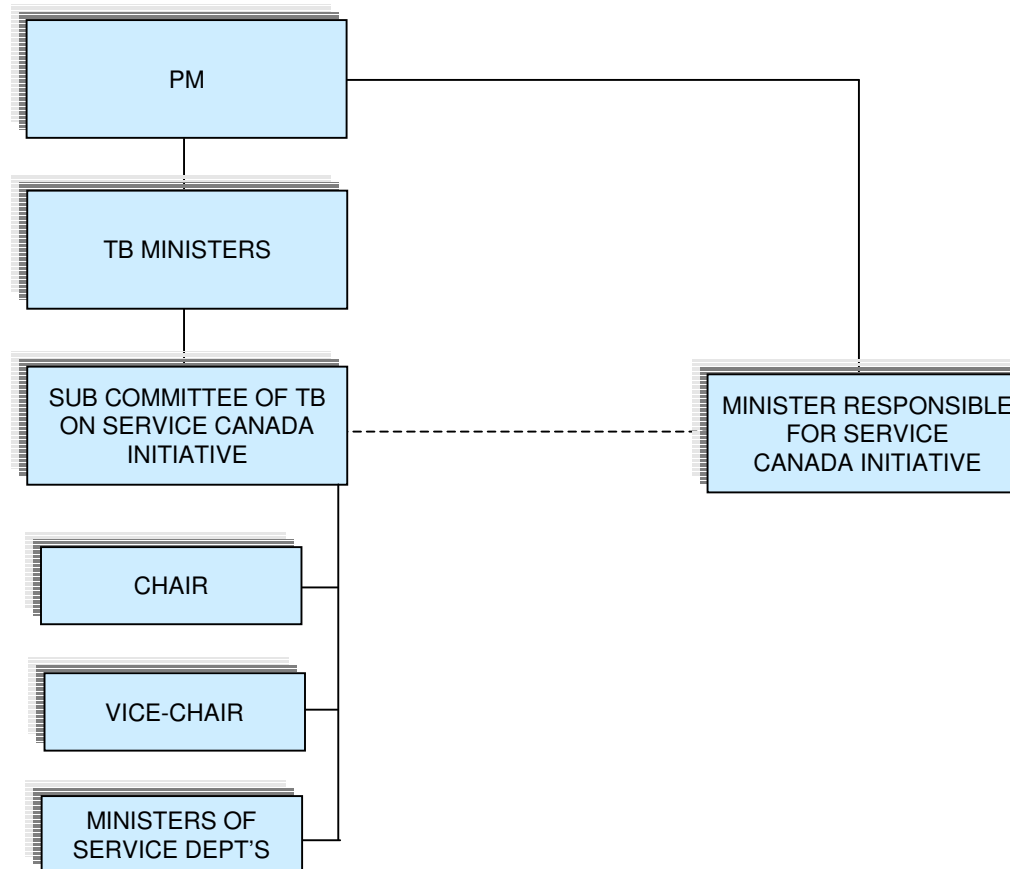 PM
TB MINISTERS
SUB COMMITTEE OF TB
ON SERVICE CANADA
INITIATIVE
MINISTER RESPONSIBLE
FOR SERVICE
CANADA INITIATIVE
CHAIR
VICE-CHAIR
MINISTERS OF
SERVICE DEPT'S